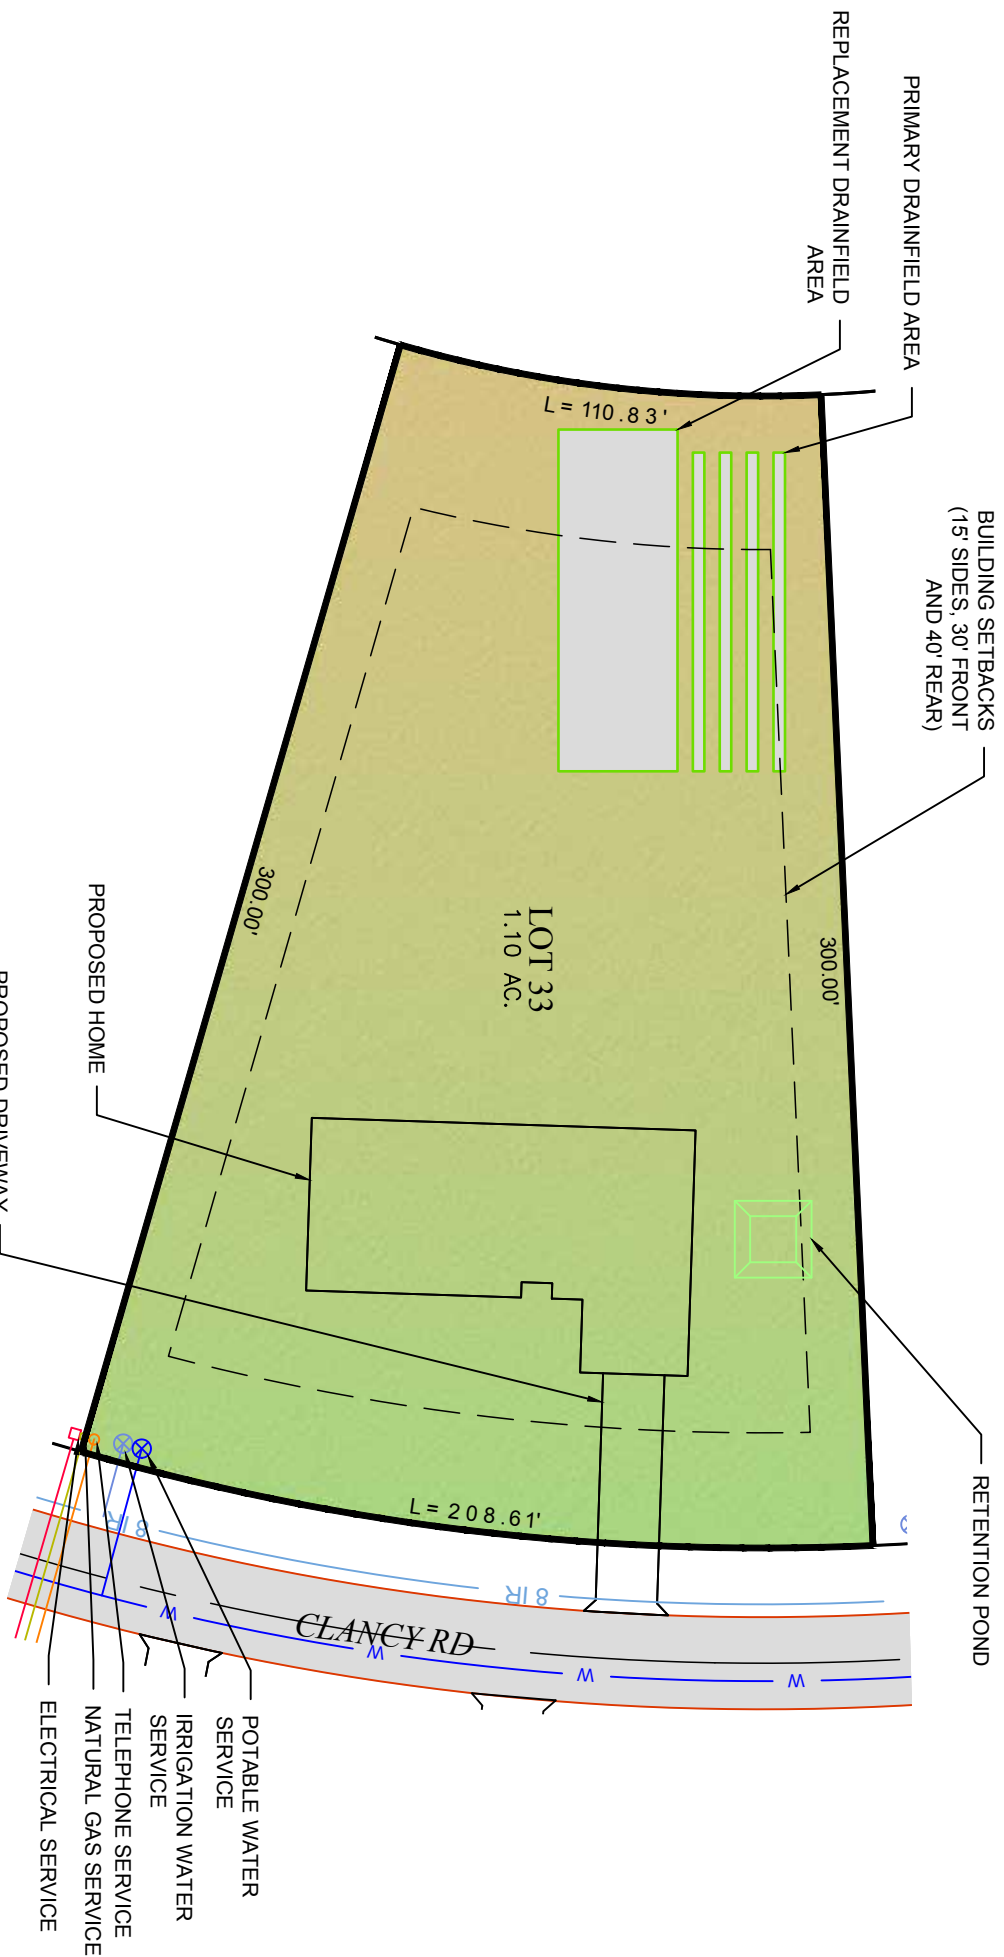 REPLACEMENT DRAINFIELD
AREA
PRIMARY DRAINFIELD AREA
BUILDING SETBACKS
(15' SIDES, 30' FRONT
AND 40' REAR)
L = 110.83'
300.00'
300.00'
LOT 33
1.10 AC.
PROPOSED HOME
PROPOSED DRIVEWAY
RETENTION POND
L = 208.61'
8 IR
8 IR
CLANCY RD
W
W
W
W
POTABLE WATER
SERVICE
IRRIGATION WATER
SERVICE
TELEPHONE SERVICE
NATURAL GAS SERVICE
ELECTRICAL SERVICE